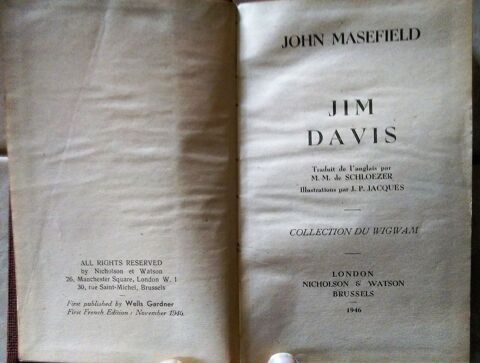 ALL RIGHTS RESERVED
by Nicholson et Watson
26, Manchester Square, London W. 1
30, rue Saint-Michel, Brusells
First published by Wells Gardner
First French Edition : November 1946.
JOHN MASEFIELD
JIM
DAVIS
Traduit de l'anglais par
M. M. de SCHLOEZER
Illustrations par J. P. JACQUES
COLLECTION DU WIGWAM
LONDON
NICHOLSON & WATSON
BRUSSELS
1946